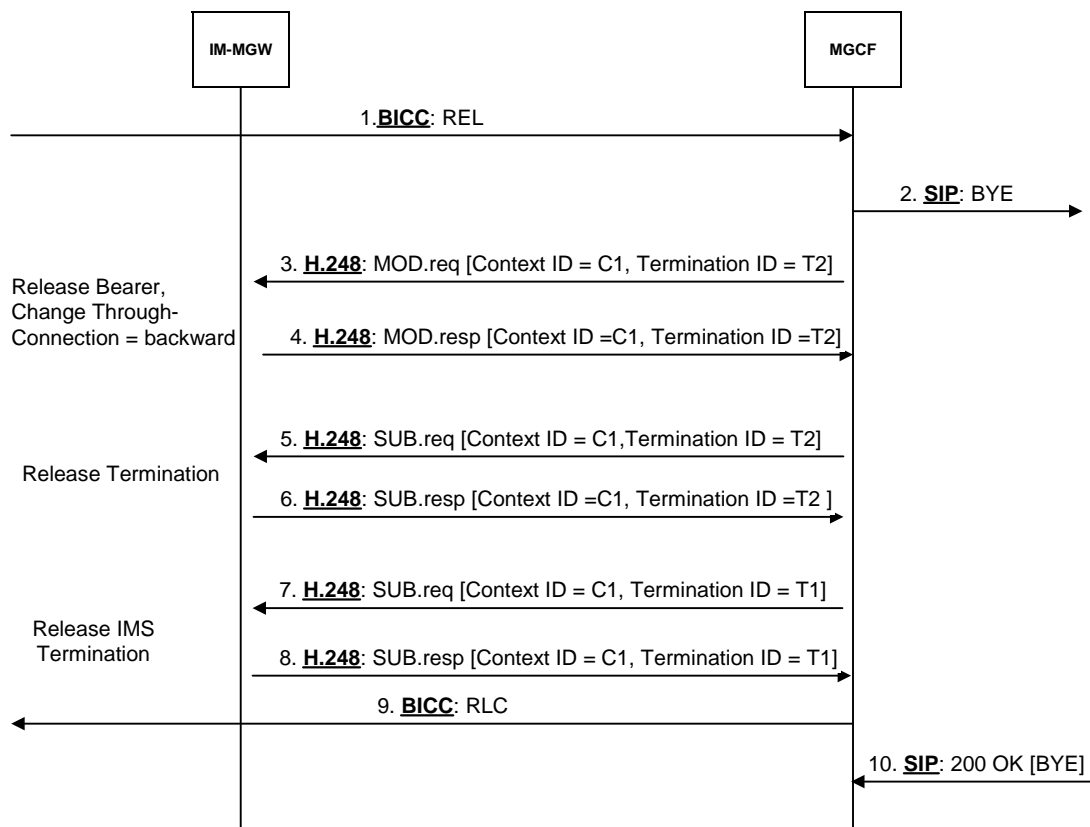 IM-MGW
MGCF
1.BICC: REL
2. SIP: BYE
3. H.248: MOD.req [Context ID = C1, Termination ID = T2]
Release Bearer,
Change Through-
Connection = backward
4. H.248: MOD.resp [Context ID =C1, Termination ID =T2]
5. H.248: SUB.req [Context ID = C1,Termination ID = T2]
Release Termination
6. H.248: SUB.resp [Context ID =C1, Termination ID =T2 ]
7. H.248: SUB.req [Context ID = C1, Termination ID = T1]
Release IMS
Termination
8. H.248: SUB.resp [Context ID = C1, Termination ID = T1]
9. BICC: RLC
10. SIP: 200 OK [BYE]